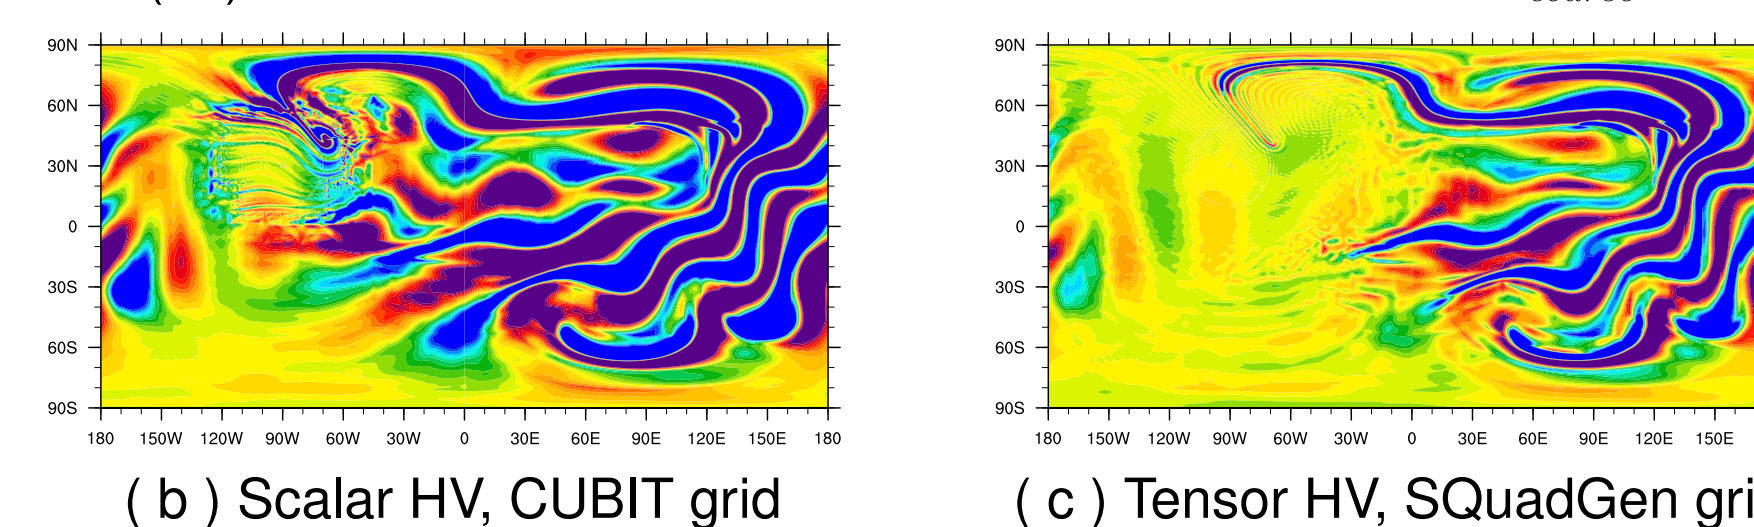 90N 90N
60N 60N
30N 30N
0 0
30S 30S
60S 60S
90S 90S
180 150W 120W 90W 60W 30W 0 30E 60E 90E 120E 150E 180 180 150W 120W 90W 60W 30W 0 30E 60E 90E 120E 150E
( b ) Scalar HV, CUBIT grid ( c ) Tensor HV, SQuadGen gri